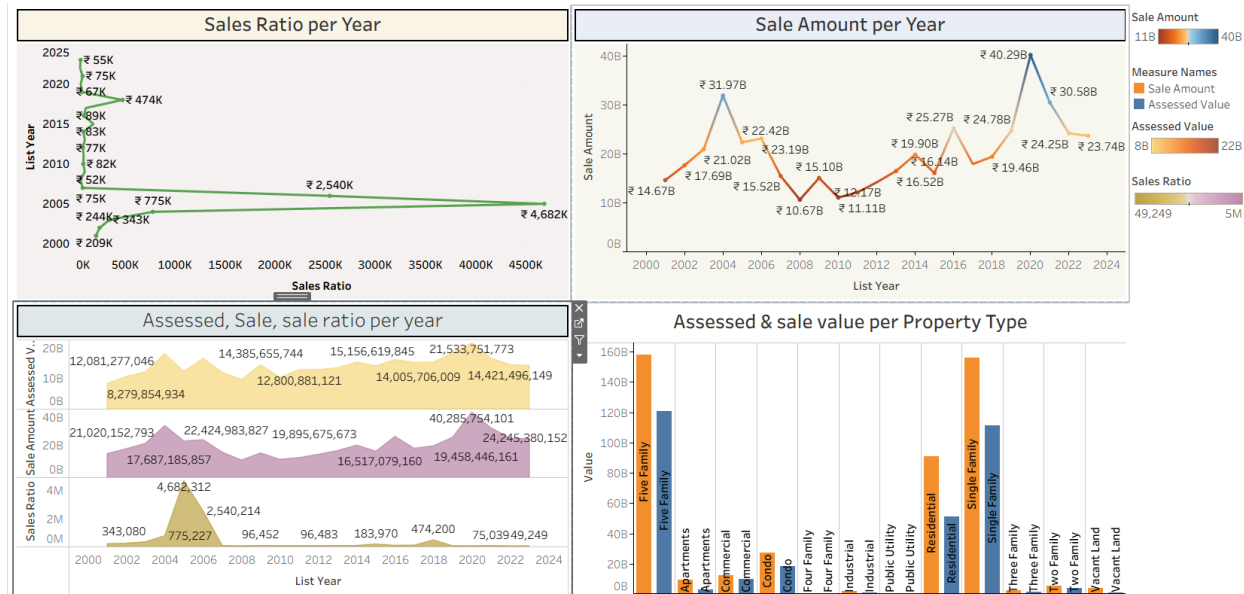 Sales Ratio per Year
2025
2020
2015
2010
2005
2000
List Year
₹ 55K
₹ 75K
₹ 67K
₹ 474K
₹ 89K
₹ 83K
₹ 77K
₹ 82K
₹ 52K
₹ 75K
₹ 2,540K
₹ 775K
₹ 244K
₹ 343K
₹ 4,682K
₹ 209K
0K 500K 1000K 1500K 2000K 2500K 3000K 3500K 4000K 4500K
Sales Ratio
Sale Amount per Year
40B
30B
20B
10B
0B
Sale Amount
₹ 40.29B
₹ 31.97B
₹ 30.58B
₹ 25.27B
₹ 24.78B
₹ 22.42B
₹ 23.19B
₹ 21.02B
₹ 19.90B
₹ 24.25B
₹ 23.74B
₹ 17.69B
₹ 15.10B
₹ 16.14B
₹ 19.46B
₹ 14.67B
₹ 15.52B
₹ 12.17B
₹ 16.52B
₹ 10.67B
₹ 11.11B
2000 2002 2004 2006 2008 2010 2012 2014 2016 2018 2020 2022 2024
List Year
Sale Amount
11B 40B
Measure Names
Sale Amount
Assessed Value
Assessed Value
8B 22B
Sales Ratio
49,249 5M
Assessed, Sale, sale ratio per year
Assessed V..
20B
10B
0B
12,081,277,046
14,385,655,744
15,156,619,845
21,533,751,773
8,279,854,934
12,800,881,121
14,005,706,009
14,421,496,149
Sale Amount
40B
20B
0B
21,020,152,793
22,424,983,827
19,895,675,673
40,285,754,101
24,245,380,152
17,687,185,857
16,517,079,160
19,458,446,161
Sales Ratio
4M
2M
0M
4,682,312
2,540,214
343,080
775,227
96,452
96,483
183,970
474,200
75,039
49,249
2000 2002 2004 2006 2008 2010 2012 2014 2016 2018 2020 2022 2024
List Year
Assessed & sale value per Property Type
160B
140B
120B
100B
80B
60B
40B
20B
0B
Value
Five Family
Five Family
Apartments
Apartments
Commercial
Commercial
Condo
Condo
Four Family
Four Family
Industrial
Industrial
Public Utility
Public Utility
Residential
Residential
Single Family
Single Family
Three Family
Three Family
Two Family
Two Family
Vacant Land
Vacant Land